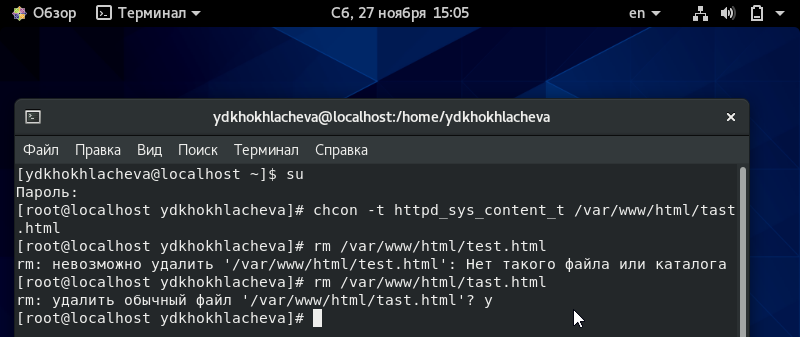 Обзор Терминал Сб, 27 ноября 15:05 en
ydkhokhlacheva@localhost:/home/ydkhokhlacheva
Файл Правка Вид Поиск Терминал Справка
[ydkhokhlacheva@localhost ~]$ su
Пароль:
[root@localhost ydkhokhlacheva]# chcon -t httpd_sys_content_t /var/www/html/tast
.html
[root@localhost ydkhokhlacheva]# rm /var/www/html/test.html
rm: невозможно удалить '/var/www/html/test.html': Нет такого файла или каталога
[root@localhost ydkhokhlacheva]# rm /var/www/html/tast.html
rm: удалить обычный файл '/var/www/html/tast.html'? y
[root@localhost ydkhokhlacheva]#